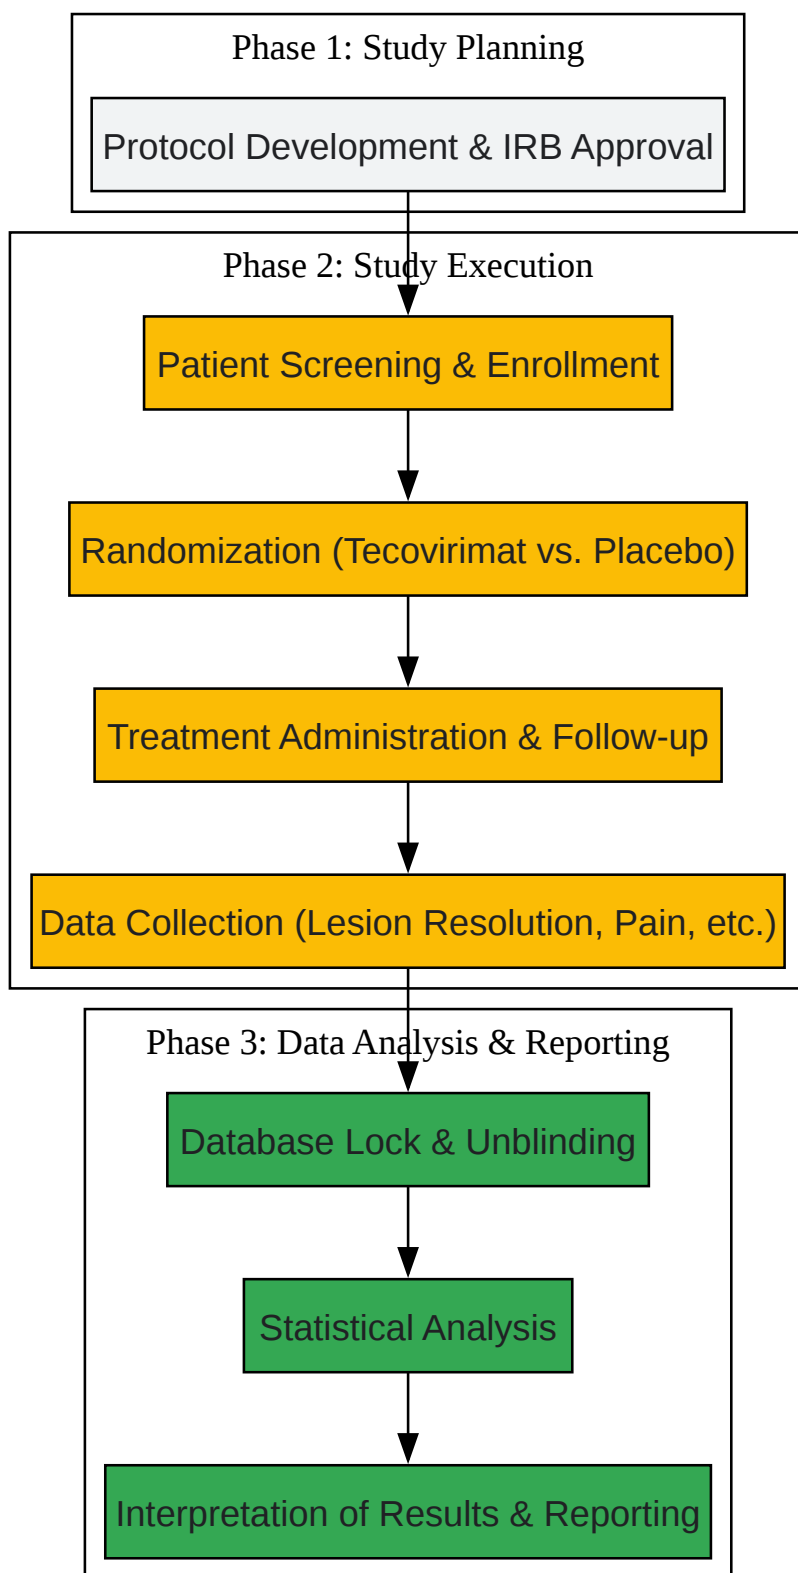 Phase 1: Study Planning
Protocol Development & IRB Approval
Phase 2: Study Execution
Patient Screening & Enrollment
Randomization (Tecovirimat vs. Placebo)
Treatment Administration & Follow-up
Data Collection (Lesion Resolution, Pain, etc.)
Phase 3: Data Analysis & Reporting
Database Lock & Unblinding
Statistical Analysis
Interpretation of Results & Reporting